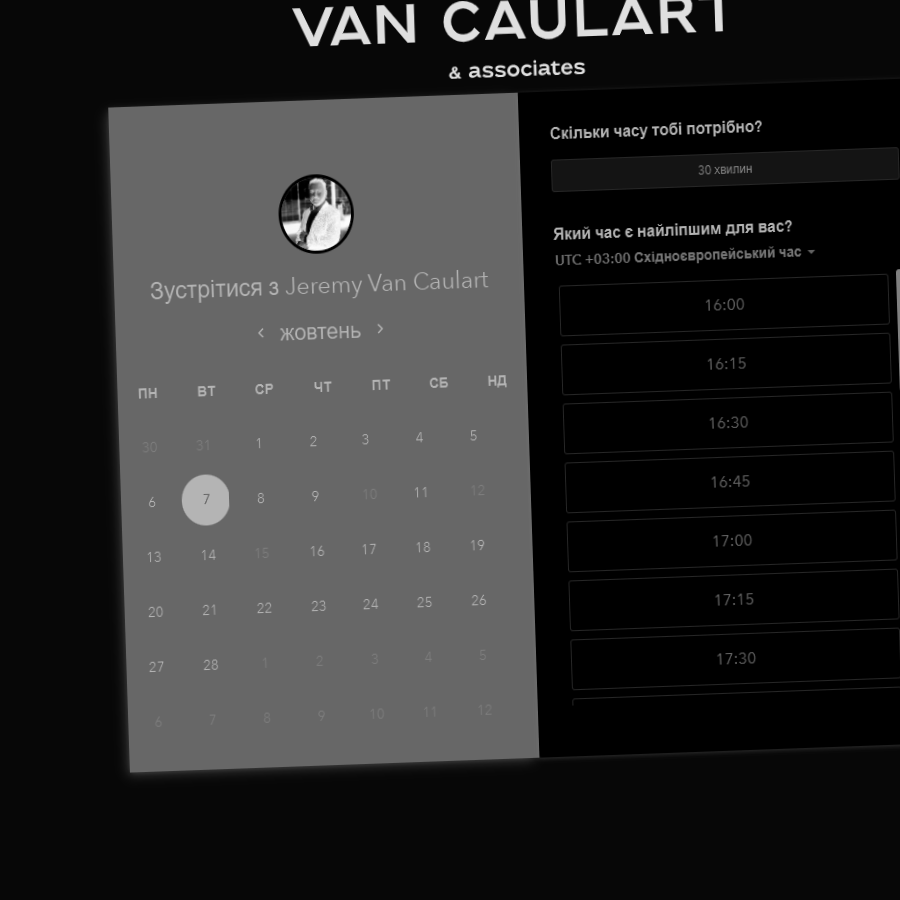 VAN CAULART
& associates
Зустрітися з Jeremy Van Caulart
жовтень
ПН ВТ СР ЧТ ПТ СБ НД
30 31 1 2 3 4 5
6 7 8 9 10 11 12
13 14 15 16 17 18 19
20 21 22 23 24 25 26
27 28 1 2 3 4 5
6 7 8 9 10 11 12
Скільки часу тобі потрібно?
30 хвилин
Який час є найліпшим для вас?
UTC +03:00 Східноєвропейський час
16:00
16:15
16:30
16:45
17:00
17:15
17:30